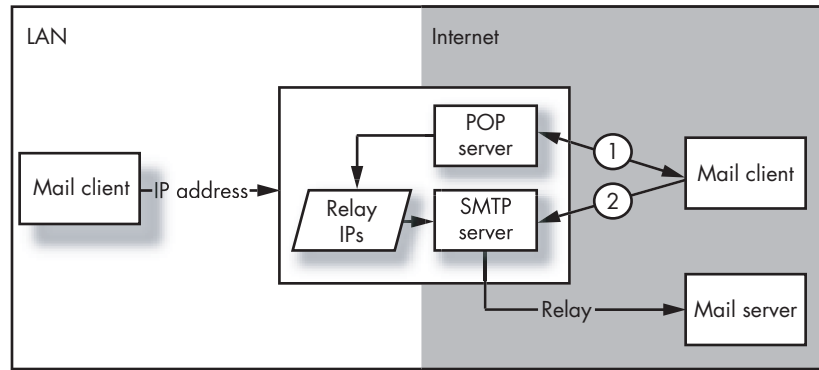 LAN
Internet
POP
server
1
Mail client
Mail client
IP address
Relay
IPs
SMTP
server
2
Relay
Mail server